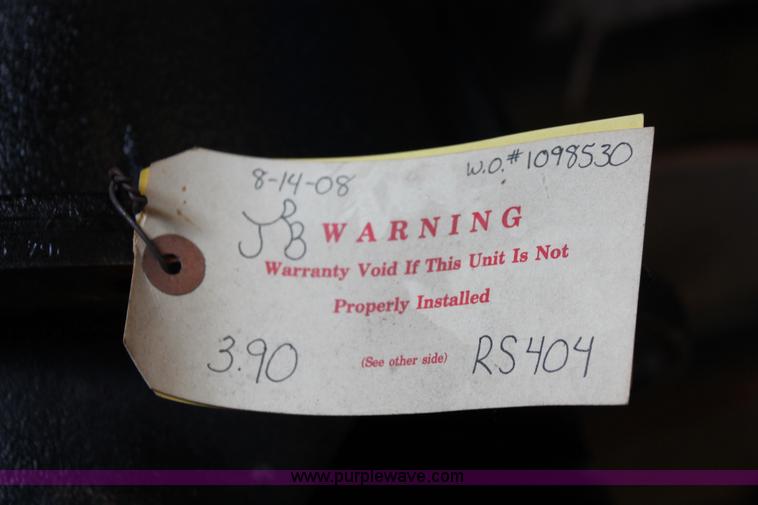 8-14-08
W.O.#1098530
JRB
WARNING
Warranty Void If This Unit Is Not
Properly Installed
3.90
(See other side)
RS404
www.purplewave.com